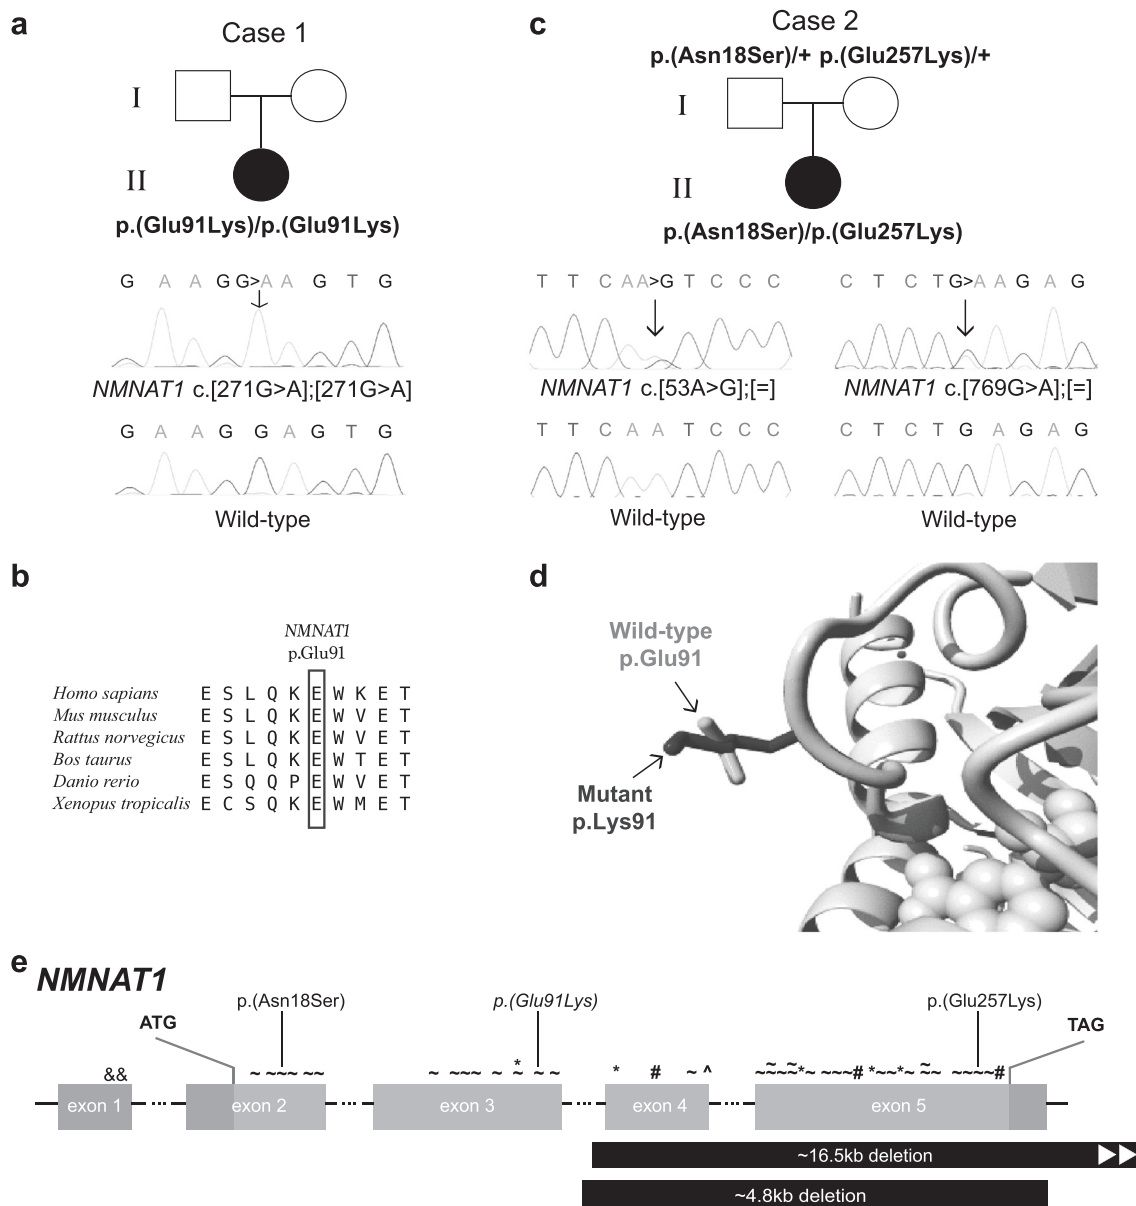 a
Case 1
I
II
p.(Glu91Lys)/p.(Glu91Lys)
G A A G G>A A G T G
NMNAT1 c.[271G>A];[271G>A]
G A A G G A G T G
Wild-type
c
Case 2
p.(Asn18Ser)/+ p.(Glu257Lys)/+
I
II
p.(Asn18Ser)/p.(Glu257Lys)
T T C A A>G T C C C
C T C T G>A A G A G
NMNAT1 c.[53A>G];[=]
NMNAT1 c.[769G>A];[=]
T T C A A T C C C
C T C T G A G A G
Wild-type
Wild-type
b
NMNAT1
p.Glu91
Homo sapians E S L Q K E W K E T
Mus musculus E S L Q K E W V E T
Rattus norvegicus E S L Q K E W V E T
Bos taurus E S L Q K E W T E T
Danio rerio E S Q Q P E W V E T
Xenopus tropicalis E C S Q K E W M E T
d
Wild-type
p.Glu91
Mutant
p.Lys91
e
NMNAT1
p.(Asn18Ser)
p.(Glu91Lys)
p.(Glu257Lys)
ATG
TAG
&& ~ ~~~~ ~~ ~ ~~~~ ~ * ~ ~ ~ * # ~ ^ ~ ~ ~~~~*~ ~~~~# *~~*~ ~ ~~ ~~~~~#
exon 1
exon 2
exon 3
exon 4
exon 5
~16.5kb deletion
~4.8kb deletion